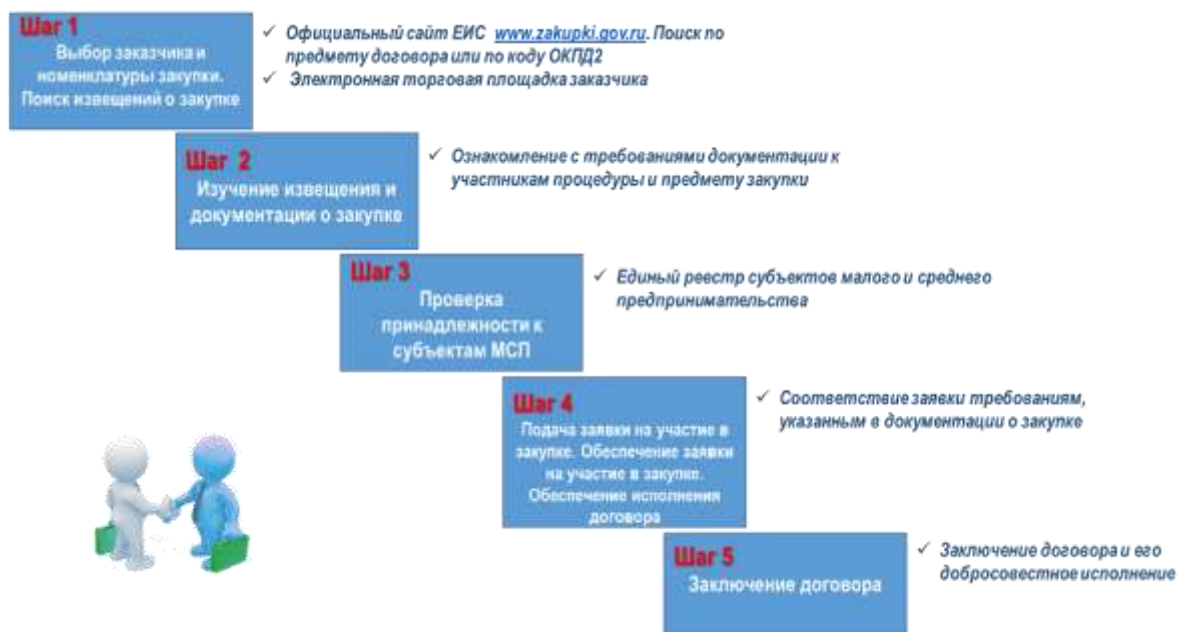 Шаг 1
Выбор заказчика и
номенклатуры закупки.
Поиск извещений о закупке
✓ Официальный сайт ЕИС www.zakupki.gov.ru. Поиск по
предмету договора или по коду ОКПД2
✓ Электронная торговая площадка заказчика
Шаг 2
Изучение извещения и
документации о закупке
✓ Ознакомление с требованиями документации к
участникам процедуры и предмету закупки
Шаг 3
Проверка
принадлежности к
субъектам МСП
✓ Единый реестр субъектов малого и среднего
предпринимательства
Шаг 4
Подача заявки на участие в
закупке. Обеспечение заявки
на участие в закупке.
Обеспечение исполнения
договора
✓ Соответствие заявки требованиям,
указанным в документации о закупке
Шаг 5
Заключение договора
✓ Заключение договора и его
добросовестное исполнение